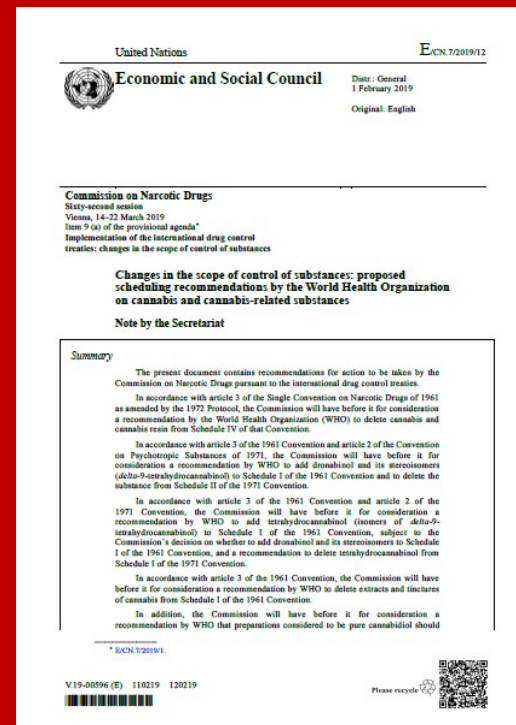 United Nations E/CN.7/2019/12
Economic and Social Council
Distr.: General
1 February 2019
Original: English
Commission on Narcotic Drugs
Sixty-second session
Vienna, 14–22 March 2019
Item 9 (a) of the provisional agenda*
Implementation of the international drug control
treaties: changes in the scope of control of substances
Changes in the scope of control of substances: proposed
scheduling recommendations by the World Health Organization
on cannabis and cannabis-related substances
Note by the Secretariat
Summary
The present document contains recommendations for action to be taken by the
Commission on Narcotic Drugs pursuant to the international drug control treaties.
In accordance with article 3 of the Single Convention on Narcotic Drugs of 1961
as amended by the 1972 Protocol, the Commission will have before it for consideration
a recommendation by the World Health Organization (WHO) to delete cannabis and
cannabis resin from Schedule IV of that Convention.
In accordance with article 3 of the 1961 Convention and article 2 of the Convention
on Psychotropic Substances of 1971, the Commission will have before it for
consideration a recommendation by WHO to add dronabinol and its stereoisomers
(delta-9-tetrahydrocannabinol) to Schedule I of the 1961 Convention and to delete the
substance from Schedule II of the 1971 Convention.
In accordance with article 3 of the 1961 Convention and article 2 of the
1971 Convention, the Commission will have before it for consideration a
recommendation by WHO to add tetrahydrocannabinol (isomers of delta-9-
tetrahydrocannabinol) to Schedule I of the 1961 Convention, subject to the
Commission's decision on whether to add dronabinol and its stereoisomers to Schedule
I of the 1961 Convention, and a recommendation to delete tetrahydrocannabinol from
Schedule I of the 1971 Convention.
In accordance with article 3 of the 1961 Convention, the Commission will have
before it for consideration a recommendation by WHO to delete extracts and tinctures
of cannabis from Schedule I of the 1961 Convention.
In addition, the Commission will have before it for consideration a
recommendation by WHO that preparations considered to be pure cannabidiol should
* E/CN.7/2019/1.
V.19-00596 (E) 110219 120219
Please recycle